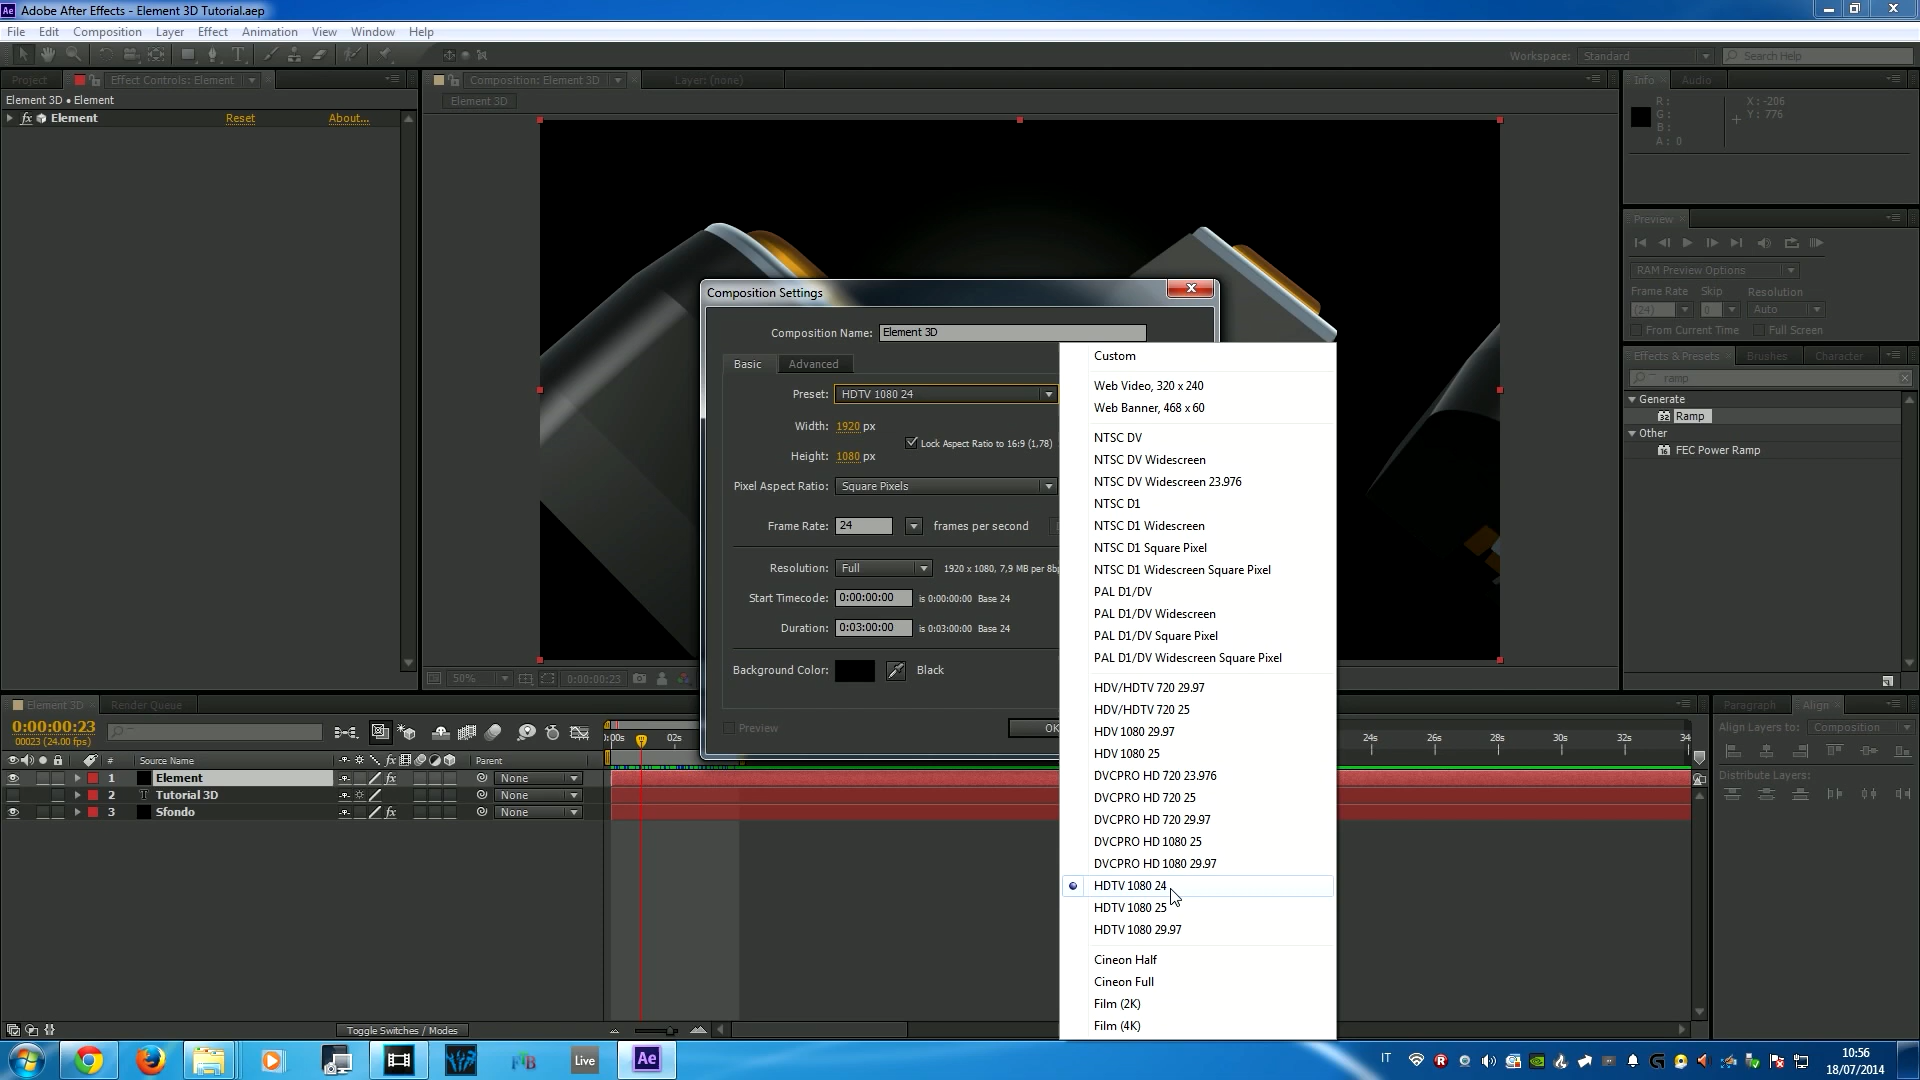 Adobe After Effects - Element 3D Tutorial.aep
File Edit Composition Layer Effect Animation View Window Help
Workspace: Standard Search Help
Project Effect Controls: Element
Element 3D • Element
fx Element Reset About...
Composition: Element 3D Layer: (none)
Element 3D
Info Audio
R: X: -206
G: Y: 776
B:
A: 0
Preview
RAM Preview Options
Frame Rate Skip Resolution
(24) 0 Auto
From Current Time Full Screen
Effects & Presets Brushes Character
ramp
Generate
32 Ramp
Other
16 FEC Power Ramp
Composition Settings
Composition Name: Element 3D
Basic Advanced
Preset: HDTV 1080 24
Width: 1920 px
Lock Aspect Ratio to 16:9 (1,78)
Height: 1080 px
Pixel Aspect Ratio: Square Pixels
Frame Rate: 24 frames per second
Resolution: Full 1920 x 1080, 7,9 MB per 8bp
Start Timecode: 0:00:00:00 is 0:00:00:00 Base 24
Duration: 0:03:00:00 is 0:03:00:00 Base 24
Background Color: Black
Preview OK
Custom
Web Video, 320 x 240
Web Banner, 468 x 60
NTSC DV
NTSC DV Widescreen
NTSC DV Widescreen 23.976
NTSC D1
NTSC D1 Widescreen
NTSC D1 Square Pixel
NTSC D1 Widescreen Square Pixel
PAL D1/DV
PAL D1/DV Widescreen
PAL D1/DV Square Pixel
PAL D1/DV Widescreen Square Pixel
HDV/HDTV 720 29.97
HDV/HDTV 720 25
HDV 1080 29.97
HDV 1080 25
DVCPRO HD 720 23.976
DVCPRO HD 720 25
DVCPRO HD 720 29.97
DVCPRO HD 1080 25
DVCPRO HD 1080 29.97
HDTV 1080 24
HDTV 1080 25
HDTV 1080 29.97
Cineon Half
Cineon Full
Film (2K)
Film (4K)
50% 0:00:00:23
Element 3D Render Queue
0:00:00:23
00023 (24.00 fps)
:00s 02s 24s 26s 28s 30s 32s 34
# Source Name fx Parent
1 Element fx None
2 T Tutorial 3D None
3 Sfondo fx None
Toggle Switches / Modes
Paragraph Align
Align Layers to: Composition
Distribute Layers:
Live Ae
IT
10:56
18/07/2014